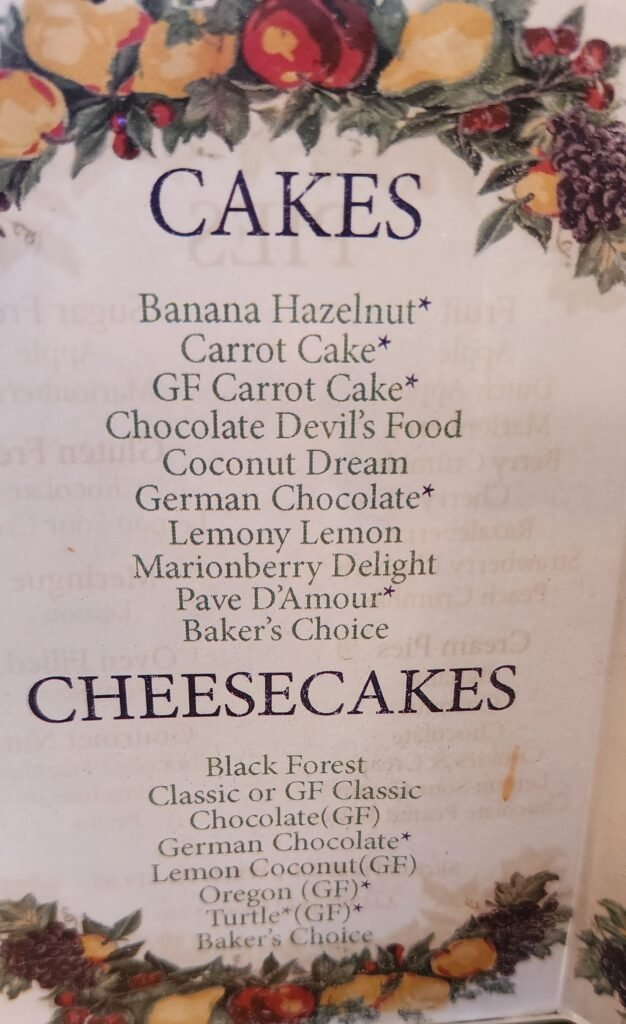 CAKES
Banana Hazelnut*
Carrot Cake*
GF Carrot Cake*
Chocolate Devil's Food
Coconut Dream
German Chocolate*
Lemony Lemon
Marionberry Delight
Pave D'Amour*
Baker's Choice
CHEESECAKES
Black Forest
Classic or GF Classic
Chocolate(GF)
German Chocolate*
Lemon Coconut(GF)
Oregon (GF)*
Turtle*(GF)*
Baker's Choice